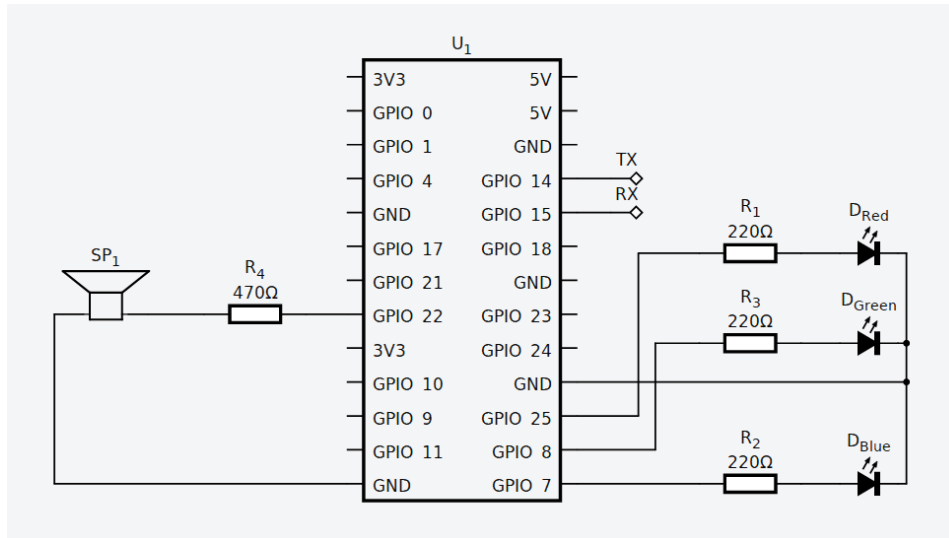 U1
3V3
GPIO 0
GPIO 1
GPIO 4
GND
GPIO 17
GPIO 21
GPIO 22
3V3
GPIO 10
GPIO 9
GPIO 11
GND
5V
5V
GND
GPIO 14
GPIO 15
GPIO 18
GND
GPIO 23
GPIO 24
GND
GPIO 25
GPIO 8
GPIO 7
TX
RX
SP1
R4
470Ω
R1
220Ω
DRed
R3
220Ω
DGreen
R2
220Ω
DBlue